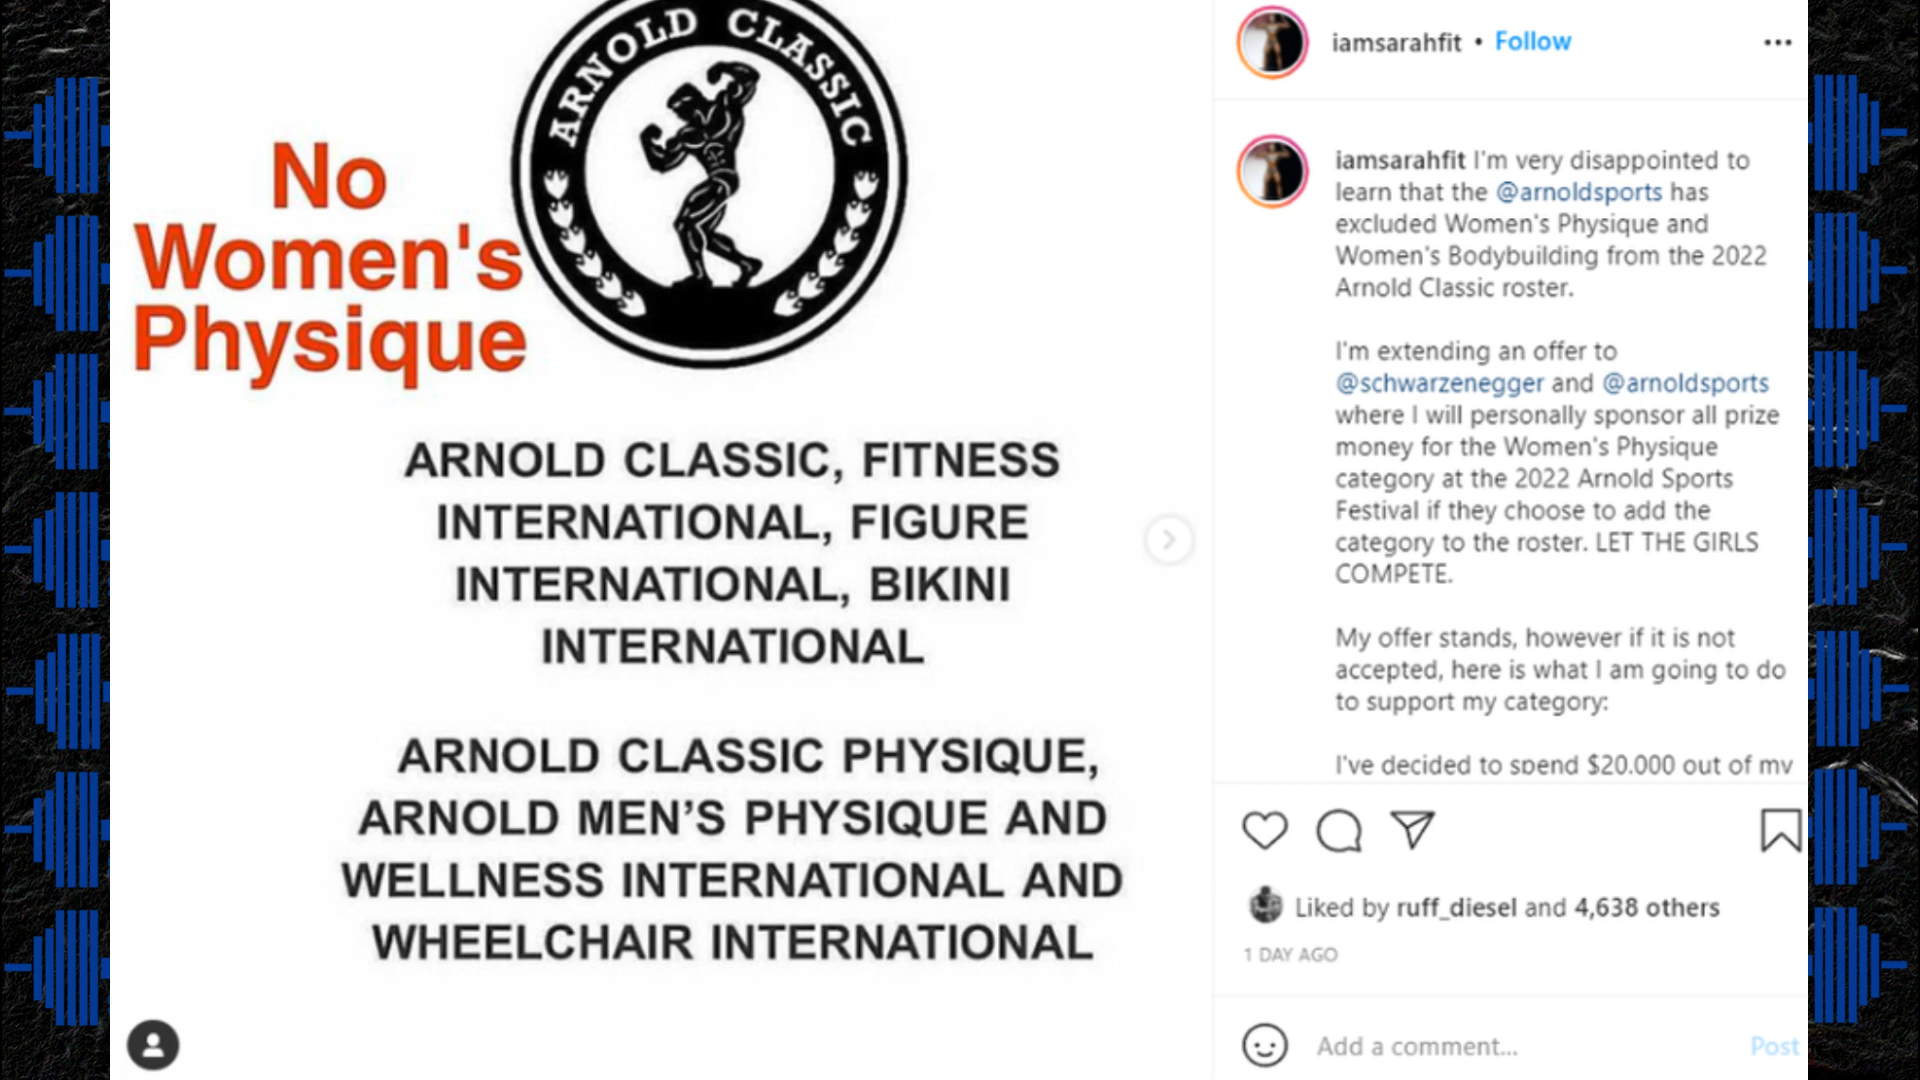 ARNOLD CLASSIC
No
Women's
Physique
ARNOLD CLASSIC, FITNESS
INTERNATIONAL, FIGURE
INTERNATIONAL, BIKINI
INTERNATIONAL
ARNOLD CLASSIC PHYSIQUE,
ARNOLD MEN’S PHYSIQUE AND
WELLNESS INTERNATIONAL AND
WHEELCHAIR INTERNATIONAL
iamsarahfit • Follow
iamsarahfit I'm very disappointed to
learn that the @arnoldsports has
excluded Women's Physique and
Women's Bodybuilding from the 2022
Arnold Classic roster.
I'm extending an offer to
@schwarzenegger and @arnoldsports
where I will personally sponsor all prize
money for the Women's Physique
category at the 2022 Arnold Sports
Festival if they choose to add the
category to the roster. LET THE GIRLS
COMPETE.
My offer stands, however if it is not
accepted, here is what I am going to do
to support my category:
I've decided to spend $20,000 out of my
Liked by ruff_diesel and 4,638 others
1 DAY AGO
Add a comment...
Post